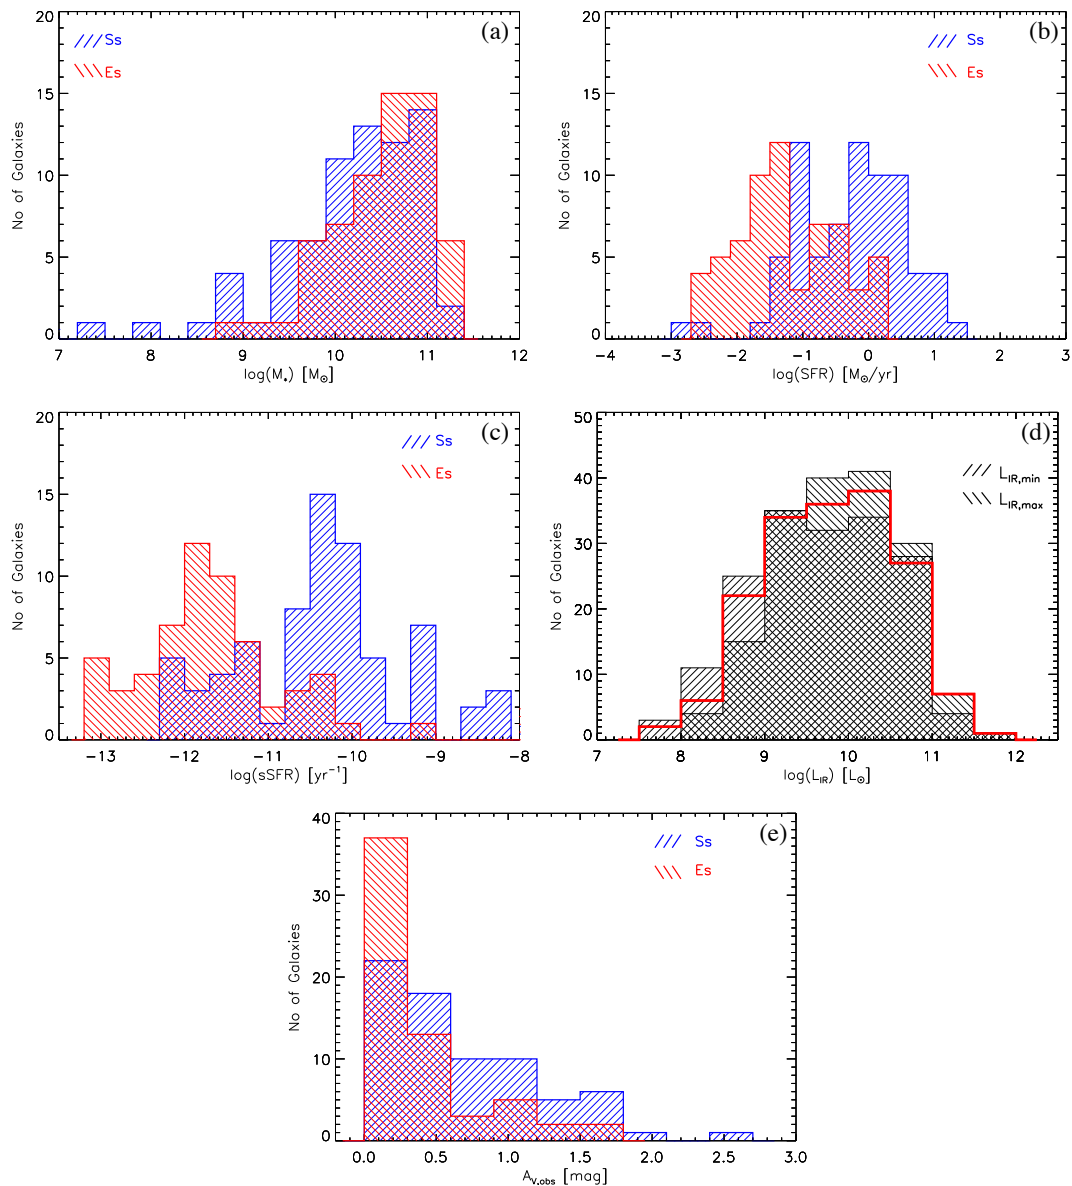 (a)
Ss
Es
No of Galaxies
20
15
10
5
0
7 8 9 10 11 12
log(M⋆) [M⊙]
(b)
Ss
Es
No of Galaxies
20
15
10
5
0
−4 −3 −2 −1 0 1 2 3
log(SFR) [M⊙/yr]
(c)
Ss
Es
No of Galaxies
20
15
10
5
0
−13 −12 −11 −10 −9 −8
log(sSFR) [yr⁻¹]
(d)
L_IR,min
L_IR,max
No of Galaxies
50
40
30
20
10
0
7 8 9 10 11 12
log(L_IR) [L⊙]
(e)
Ss
Es
No of Galaxies
40
30
20
10
0
0.0 0.5 1.0 1.5 2.0 2.5 3.0
A_V,obs [mag]